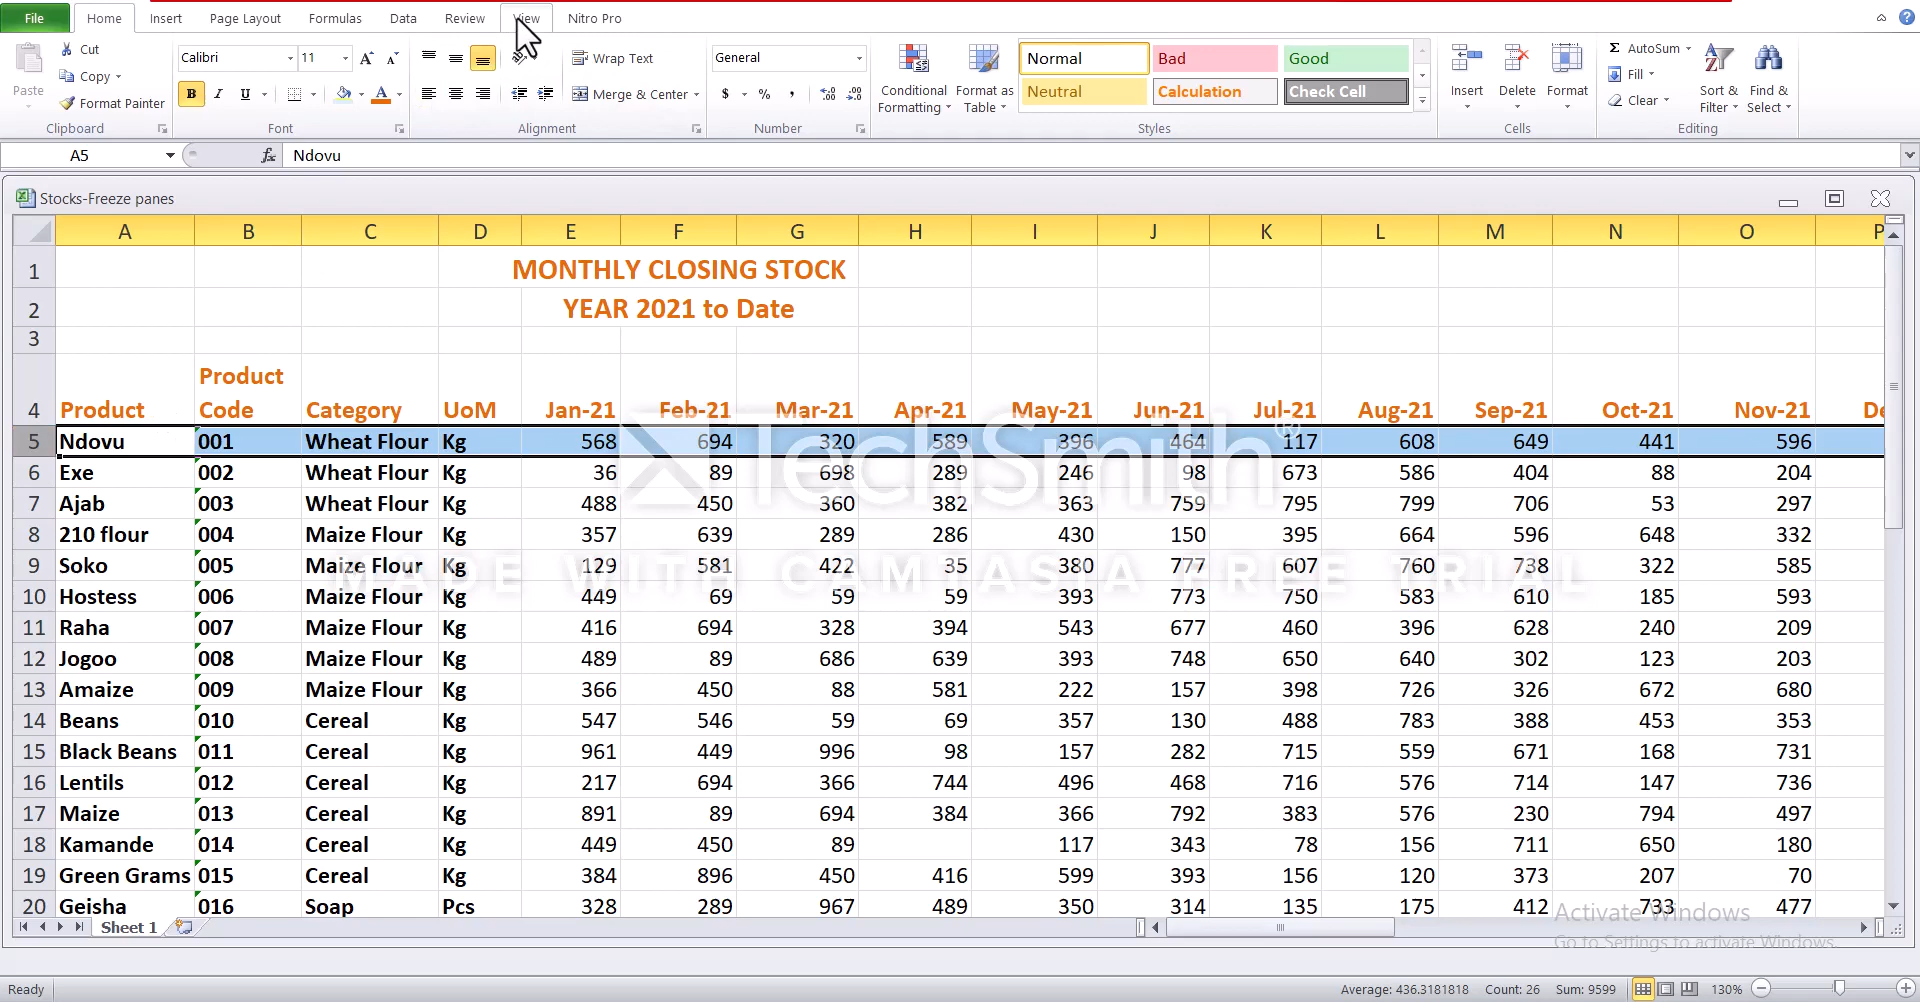 File Home Insert Page Layout Formulas Data Review View Nitro Pro
Cut
Copy
Format Painter
Paste
Clipboard
Calibri 11
B I U
Font
Wrap Text
Merge & Center
Alignment
General
$ % ,
Number
Conditional Formatting
Format as Table
Normal Bad Good
Neutral Calculation Check Cell
Styles
Insert Delete Format
Cells
Σ AutoSum
Fill
Clear
Sort & Filter
Find & Select
Editing
A5 fx Ndovu
Stocks-Freeze panes
A B C D E F G H I J K L M N O P
1 MONTHLY CLOSING STOCK
2 YEAR 2021 to Date
3
4 Product Product Code Category UoM Jan-21 Feb-21 Mar-21 Apr-21 May-21 Jun-21 Jul-21 Aug-21 Sep-21 Oct-21 Nov-21 De
5 Ndovu 001 Wheat Flour Kg 568 694 320 589 396 464 117 608 649 441 596
6 Exe 002 Wheat Flour Kg 36 89 698 289 246 98 673 586 404 88 204
7 Ajab 003 Wheat Flour Kg 488 450 360 382 363 759 795 799 706 53 297
8 210 flour 004 Maize Flour Kg 357 639 289 286 430 150 395 664 596 648 332
9 Soko 005 Maize Flour Kg 129 581 422 35 380 777 607 760 738 322 585
10 Hostess 006 Maize Flour Kg 449 69 59 59 393 773 750 583 610 185 593
11 Raha 007 Maize Flour Kg 416 694 328 394 543 677 460 396 628 240 209
12 Jogoo 008 Maize Flour Kg 489 89 686 639 393 748 650 640 302 123 203
13 Amaize 009 Maize Flour Kg 366 450 88 581 222 157 398 726 326 672 680
14 Beans 010 Cereal Kg 547 546 59 69 357 130 488 783 388 453 353
15 Black Beans 011 Cereal Kg 961 449 996 98 157 282 715 559 671 168 731
16 Lentils 012 Cereal Kg 217 694 366 744 496 468 716 576 714 147 736
17 Maize 013 Cereal Kg 891 89 694 384 366 792 383 576 230 794 497
18 Kamande 014 Cereal Kg 449 450 89 117 343 78 156 711 650 180
19 Green Grams 015 Cereal Kg 384 896 450 416 599 393 156 120 373 207 70
20 Geisha 016 Soap Pcs 328 289 967 489 350 314 135 175 412 733 477
TechSmith®
MADE WITH CAMTASIA FREE TRIAL
Activate Windows
Go to Settings to activate Windows.
Sheet 1
Ready Average: 436.3181818 Count: 26 Sum: 9599 130%